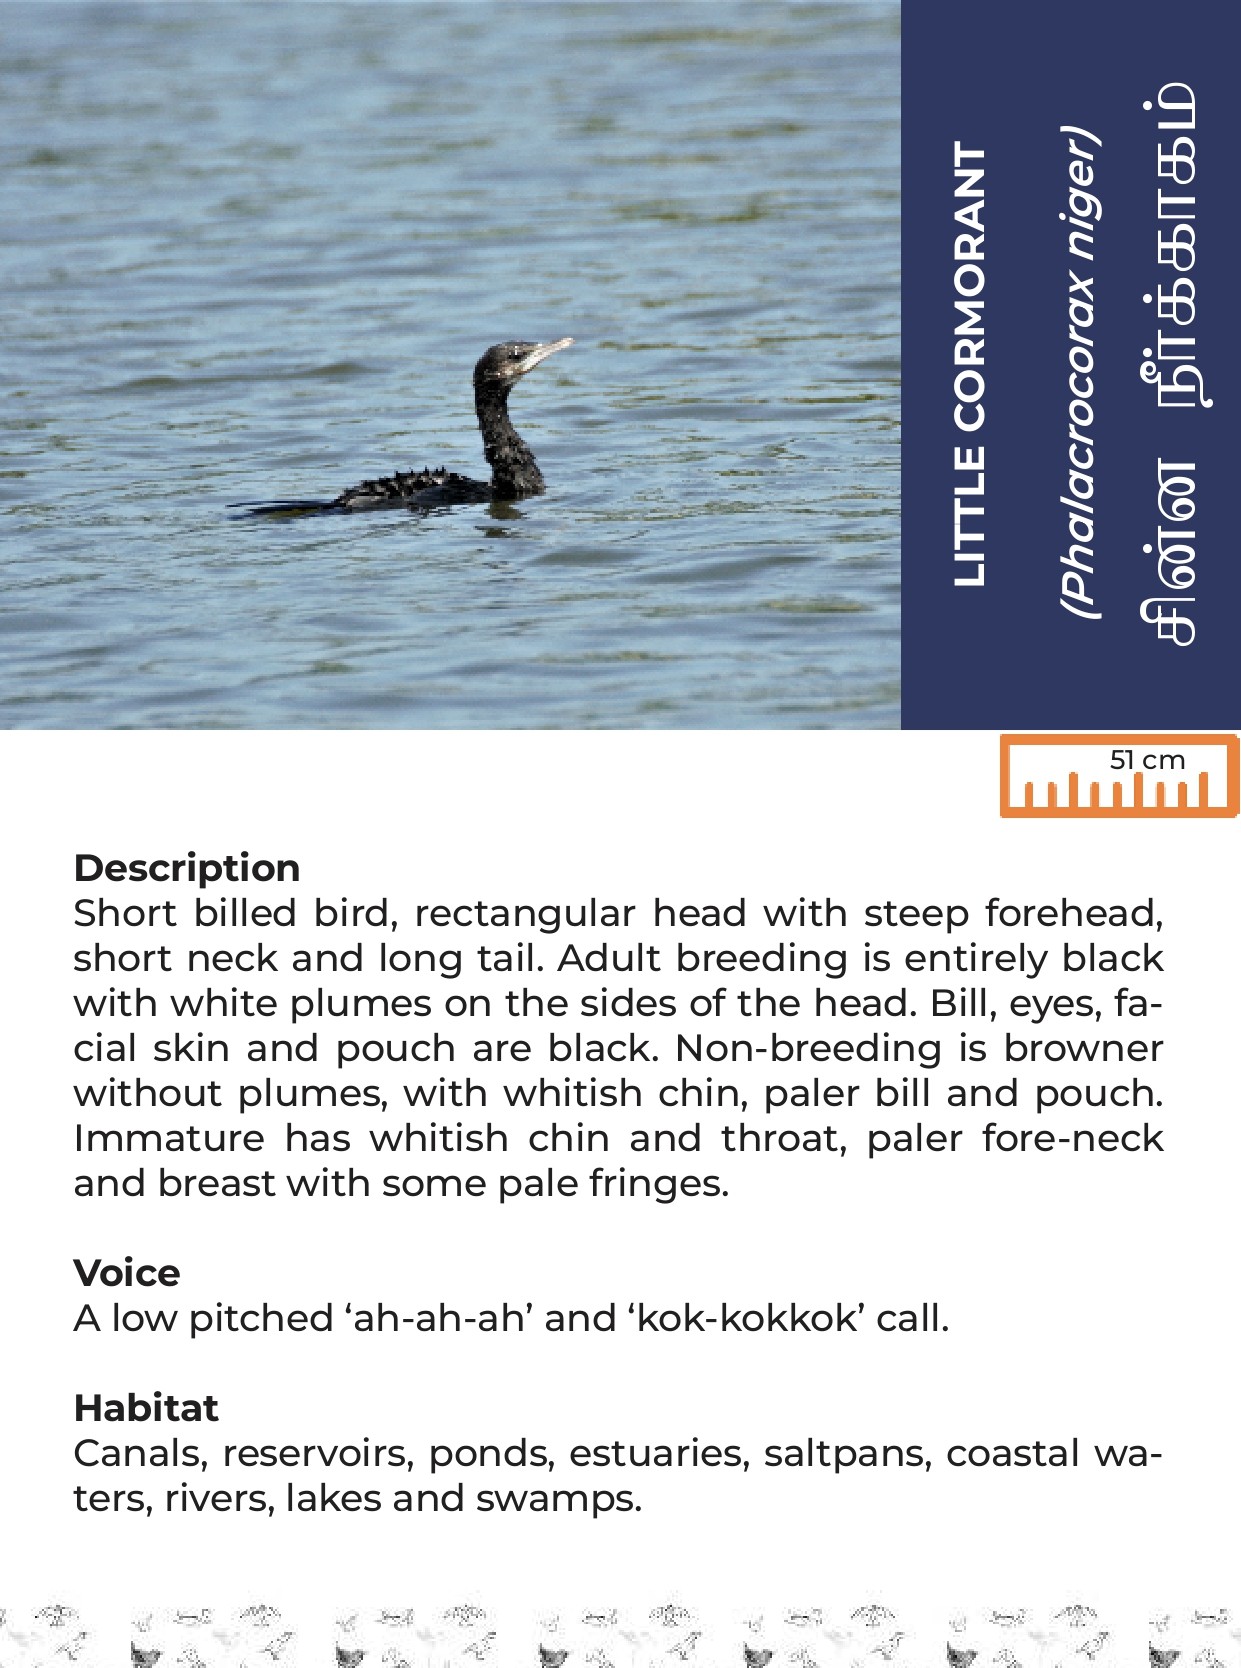 LITTLE CORMORANT
(Phalacrocorax niger)
சின்ன நீர்க்காகம்
51 cm
Description
Short billed bird, rectangular head with steep forehead,
short neck and long tail. Adult breeding is entirely black
with white plumes on the sides of the head. Bill, eyes, fa-
cial skin and pouch are black. Non-breeding is browner
without plumes, with whitish chin, paler bill and pouch.
Immature has whitish chin and throat, paler fore-neck
and breast with some pale fringes.
Voice
A low pitched ‘ah-ah-ah’ and ‘kok-kokkok’ call.
Habitat
Canals, reservoirs, ponds, estuaries, saltpans, coastal wa-
ters, rivers, lakes and swamps.